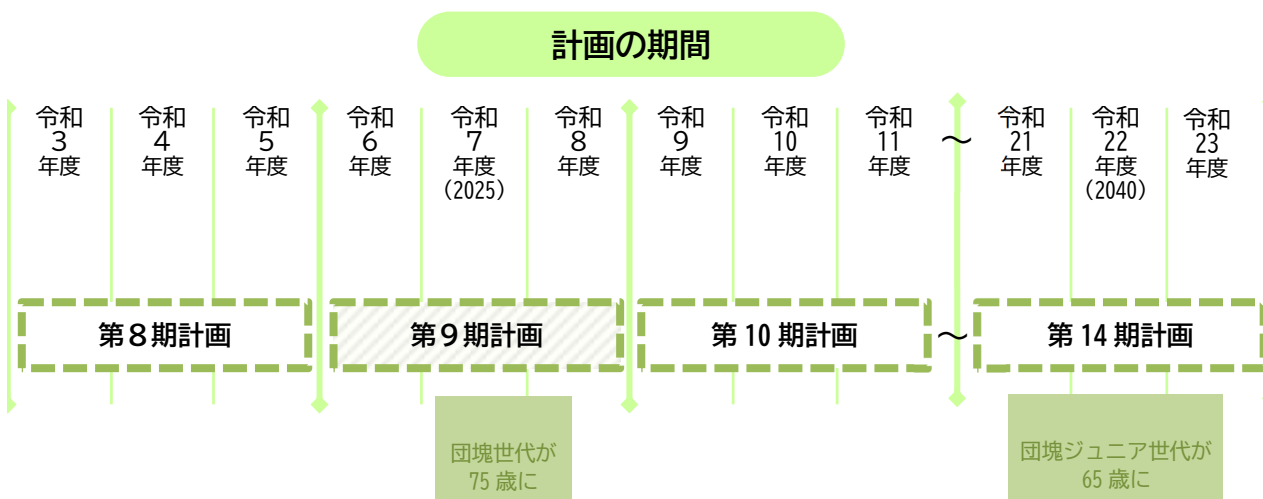 計画の期間
令和
3
年度
令和
4
年度
令和
5
年度
令和
6
年度
令和
7
年度
(2025)
令和
8
年度
令和
9
年度
令和
10
年度
令和
11
年度
～
令和
21
年度
令和
22
年度
(2040)
令和
23
年度
第８期計画
第９期計画
第 10 期計画
～
第 14 期計画
団塊世代が
75 歳に
団塊ジュニア世代が
65 歳に